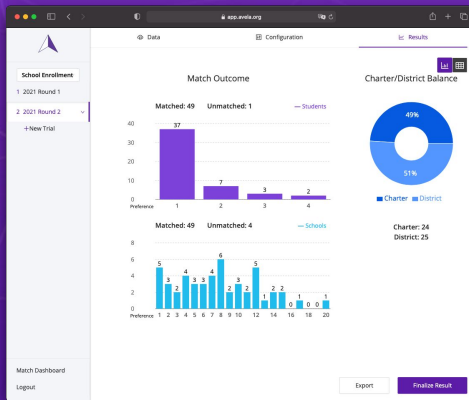 app.avela.org
Data
Configuration
Results
School Enrollment
1 2021 Round 1
2 2021 Round 2
+New Trial
Match Outcome
Matched: 49 Unmatched: 1
Students
40
30
20
10
0
37
7
3
2
Preference 1 2 3 4
Matched: 49 Unmatched: 4
Schools
8
6
4
2
0
5 3 2 4 3 3 4 6 2 3 2 5 1 2 2 0 1 0 0 1
Preference 1 2 3 4 5 6 7 8 9 10 12 14 16 18 20
Charter/District Balance
49%
51%
Charter District
Charter: 24
District: 25
Match Dashboard
Logout
Export
Finalize Result